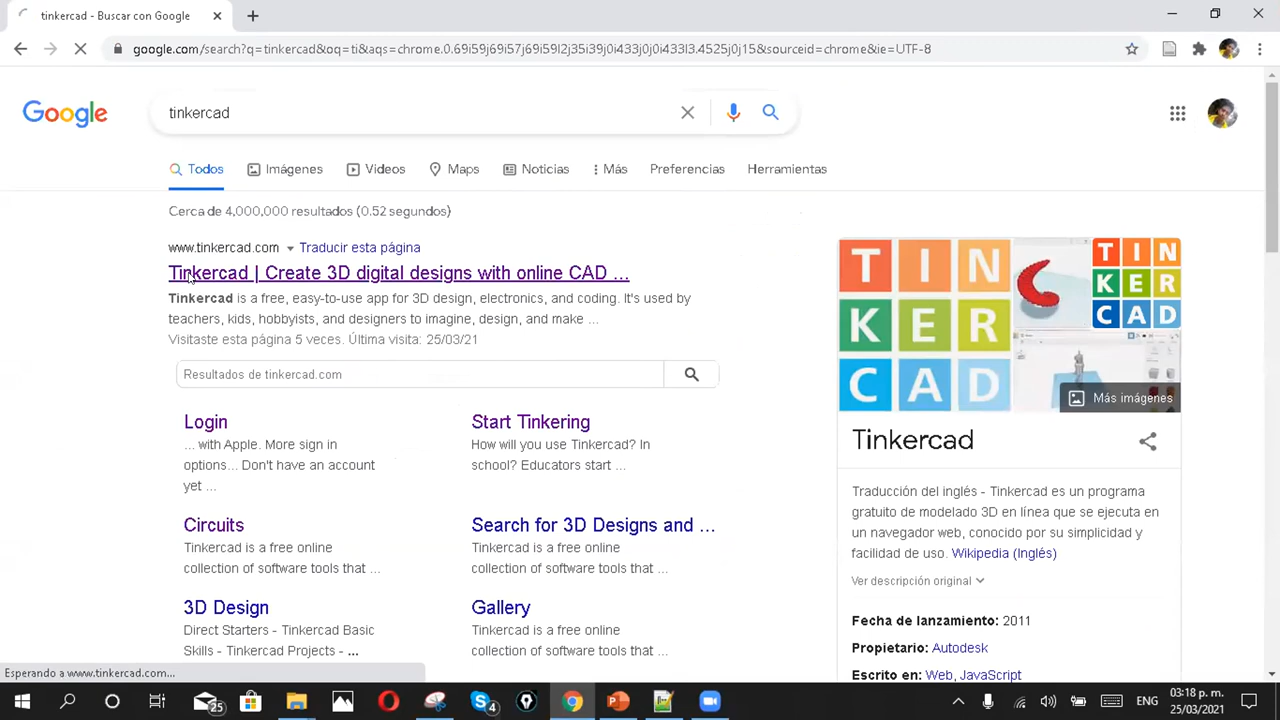 tinkercad - Buscar con Google
google.com/search?q=tinkercad&oq=ti&aqs=chrome.0.69i59j69i57j69i59l2j35i39j0i433j0j0i433l3.4525j0j15&sourceid=chrome&ie=UTF-8
Google
tinkercad
Todos Imágenes Videos Maps Noticias Más Preferencias Herramientas
Cerca de 4,000,000 resultados (0.52 segundos)
www.tinkercad.com Traducir esta página
Tinkercad | Create 3D digital designs with online CAD ...
Tinkercad is a free, easy-to-use app for 3D design, electronics, and coding. It's used by
teachers, kids, hobbyists, and designers to imagine, design, and make ...
Visitaste esta página 5 veces. Última visita: 25/03/21
Resultados de tinkercad.com
Login
... with Apple. More sign in
options... Don't have an account
yet ...
Start Tinkering
How will you use Tinkercad? In
school? Educators start ...
Circuits
Tinkercad is a free online
collection of software tools that ...
Search for 3D Designs and ...
Tinkercad is a free online
collection of software tools that ...
3D Design
Direct Starters - Tinkercad Basic
Skills - Tinkercad Projects - ...
Gallery
Tinkercad is a free online
collection of software tools that ...
TIN
KER
CAD
TIN
KER
CAD
Más imágenes
Tinkercad
Traducción del inglés - Tinkercad es un programa
gratuito de modelado 3D en línea que se ejecuta en
un navegador web, conocido por su simplicidad y
facilidad de uso. Wikipedia (Inglés)
Ver descripción original
Fecha de lanzamiento: 2011
Propietario: Autodesk
Escrito en: Web, JavaScript
Esperando a www.tinkercad.com...
25
4
ENG
03:18 p. m.
25/03/2021